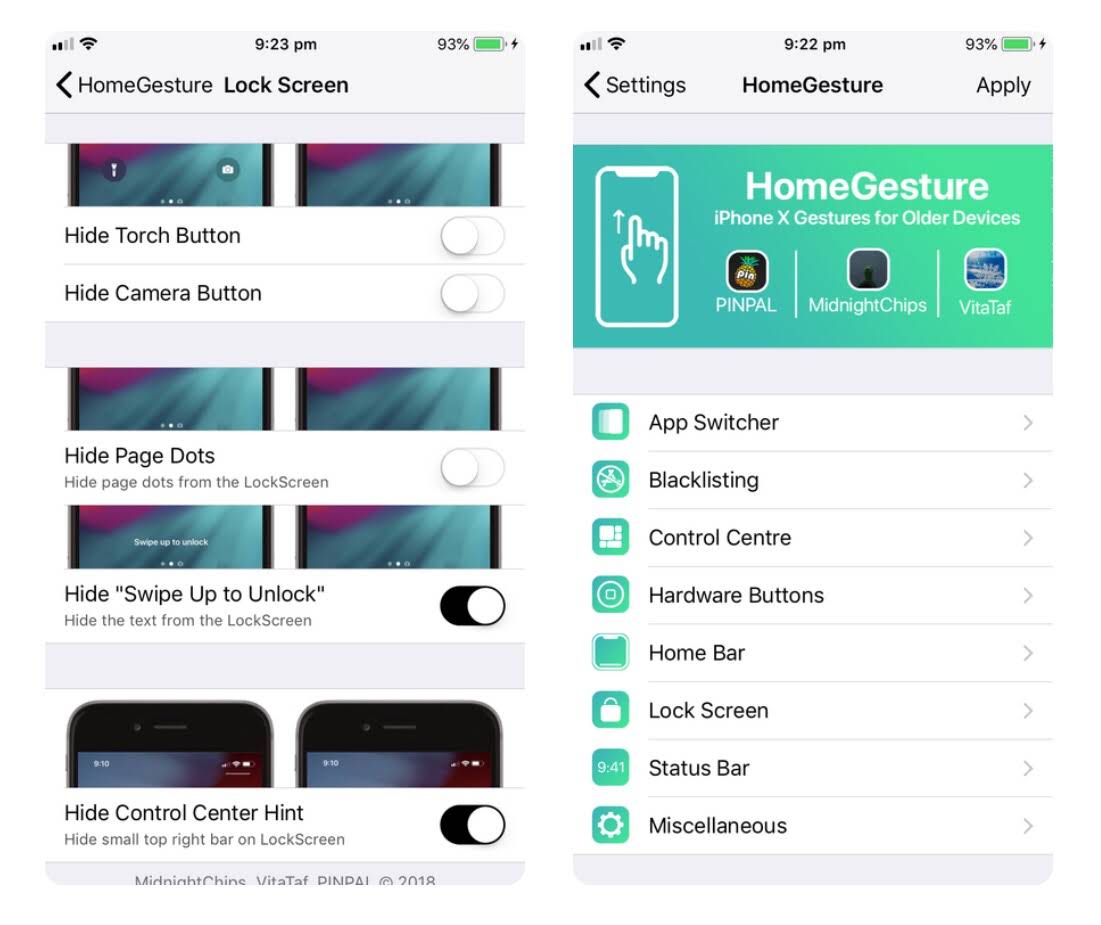 9:23 pm
93%
HomeGesture Lock Screen
Hide Torch Button
Hide Camera Button
Hide Page Dots
Hide page dots from the LockScreen
Swipe up to unlock
Hide "Swipe Up to Unlock"
Hide the text from the LockScreen
9:10
9:10
Hide Control Center Hint
Hide small top right bar on LockScreen
MidnightChips, VitaTaf, PINPAL © 2018
9:22 pm
93%
Settings HomeGesture Apply
HomeGesture
iPhone X Gestures for Older Devices
Pin
PINPAL MidnightChips VitaTaf
App Switcher
Blacklisting
Control Centre
Hardware Buttons
Home Bar
Lock Screen
9:41 Status Bar
Miscellaneous